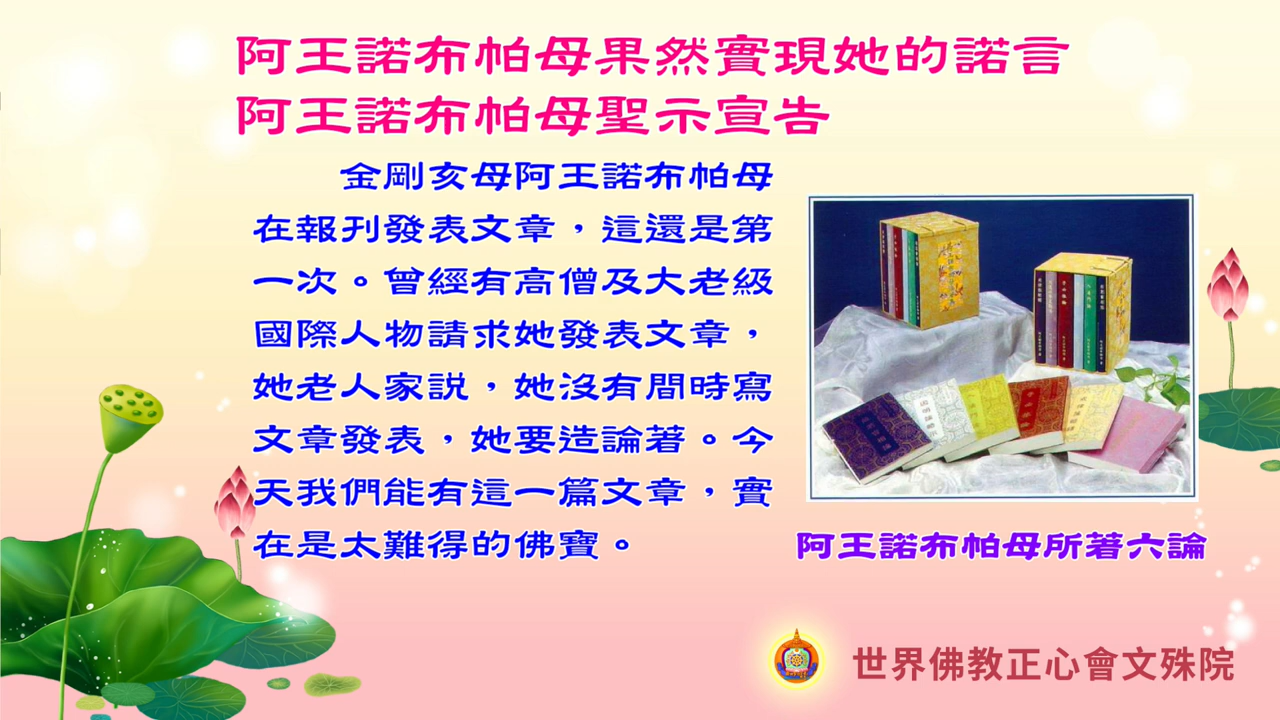 阿王諾布帕母果然實現她的諾言
阿王諾布帕母聖示宣告
金剛亥母阿王諾布帕母
在報刊發表文章，這還是第
一次。曾經有高僧及大老級
國際人物請求她發表文章，
她老人家説，她沒有間時寫
文章發表，她要造論著。今
天我們能有這一篇文章，實
在是太難得的佛寶。
阿王諾布帕母所著六論
世界佛教正心會文殊院